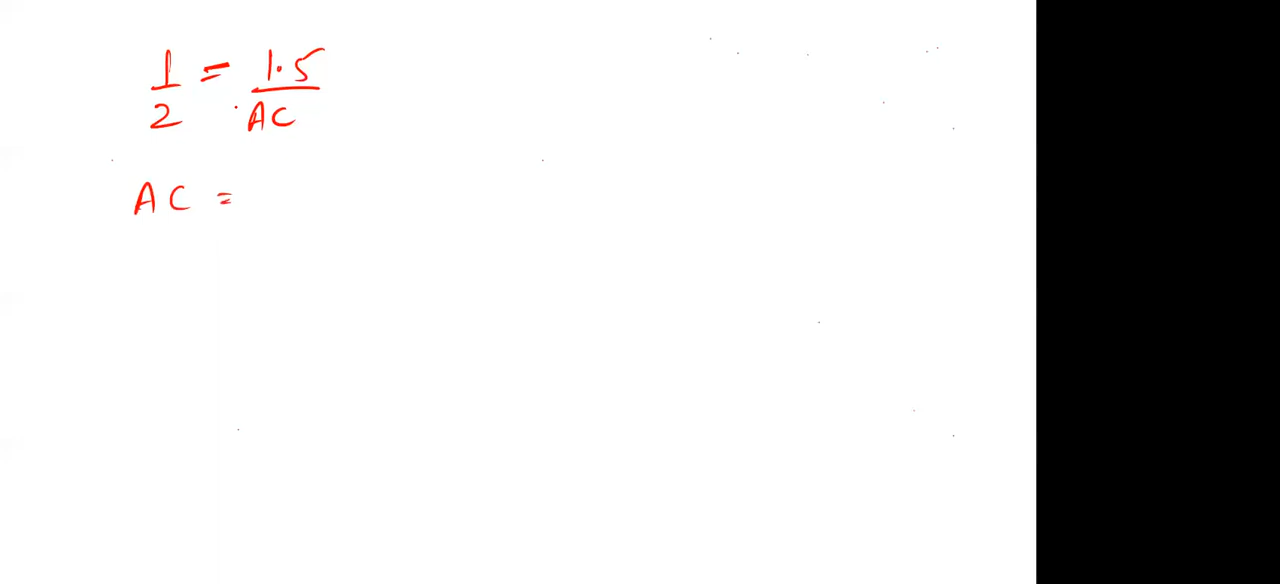 1/2 = 1.5/AC
AC =